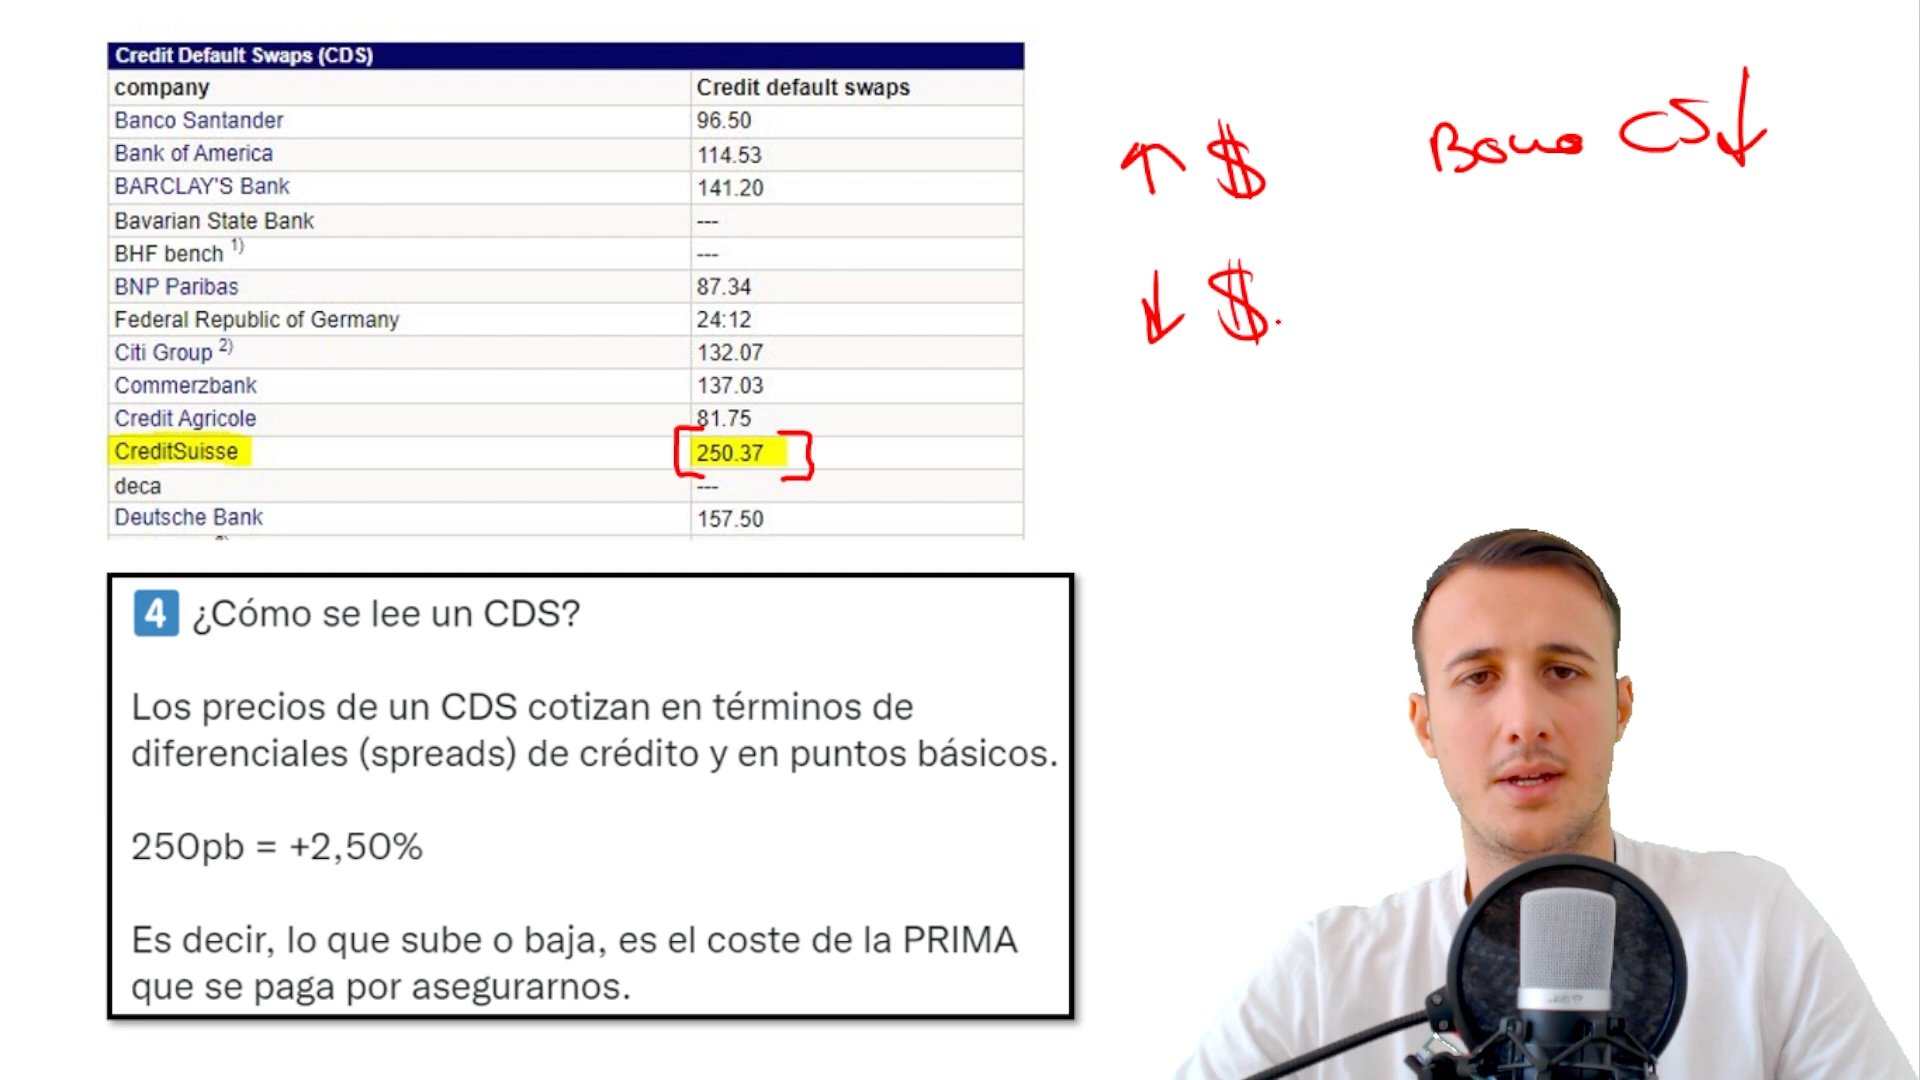 Credit Default Swaps (CDS)
company Credit default swaps
Banco Santander 96.50
Bank of America 114.53
BARCLAY'S Bank 141.20
Bavarian State Bank ---
BHF bench 1) ---
BNP Paribas 87.34
Federal Republic of Germany 24:12
Citi Group 2) 132.07
Commerzbank 137.03
Credit Agricole 81.75
CreditSuisse 250.37
deca ---
Deutsche Bank 157.50
↑ $ Bono CS ↓
↓ $.
4 ¿Cómo se lee un CDS?
Los precios de un CDS cotizan en términos de
diferenciales (spreads) de crédito y en puntos básicos.
250pb = +2,50%
Es decir, lo que sube o baja, es el coste de la PRIMA
que se paga por asegurarnos.